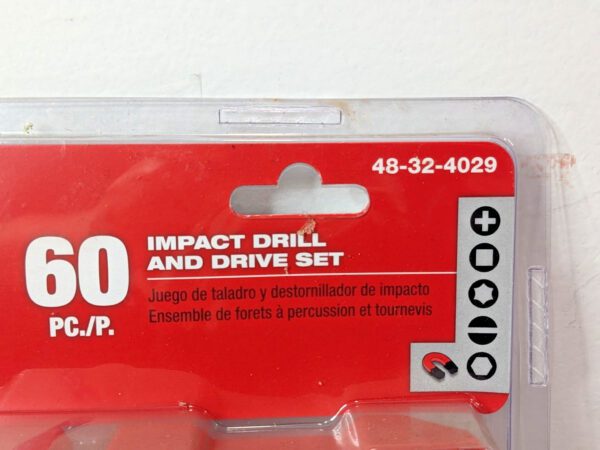 48-32-4029
60
PC./P.
IMPACT DRILL
AND DRIVE SET
Juego de taladro y destornillador de impacto
Ensemble de forets à percussion et tournevis